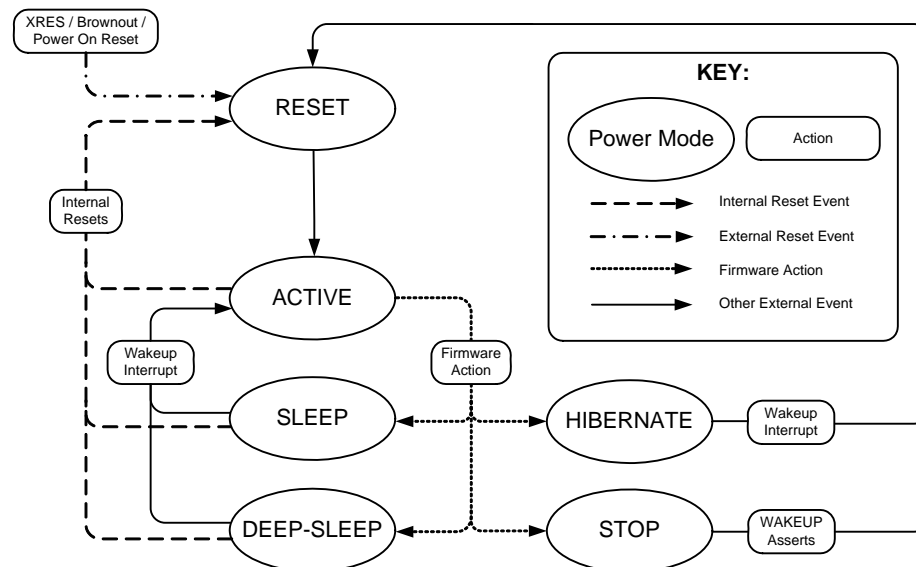 XRES / Brownout /
Power On Reset
RESET
KEY:
Power Mode
Action
Internal Reset Event
External Reset Event
Firmware Action
Other External Event
Internal
Resets
ACTIVE
Wakeup
Interrupt
Firmware
Action
SLEEP
HIBERNATE
Wakeup
Interrupt
DEEP-SLEEP
STOP
WAKEUP
Asserts